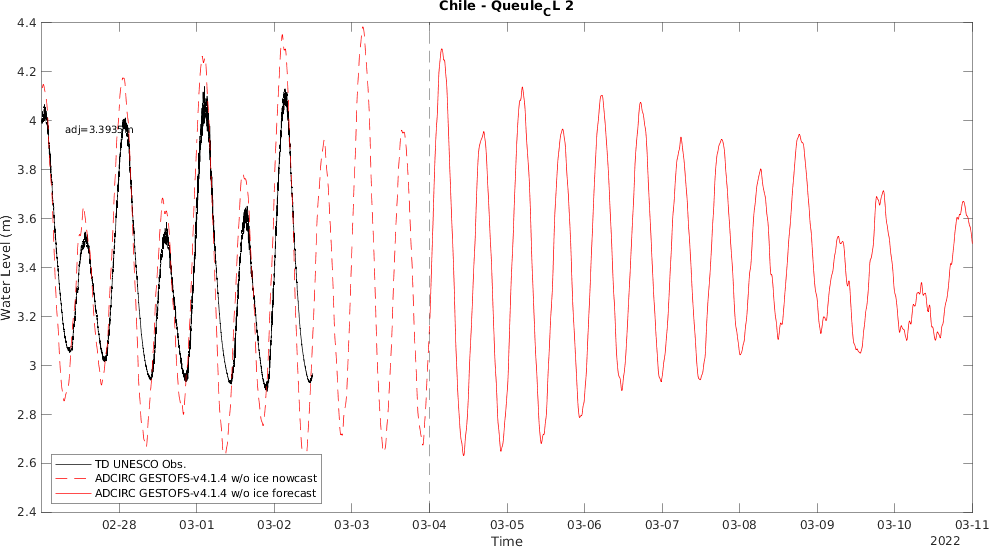 Chile - Queule_C L 2
4.4
4.2
4
3.8
3.6
3.4
3.2
3
2.8
2.6
2.4
Water Level (m)
adj=3.3935m
TD UNESCO Obs.
ADCIRC GESTOFS-v4.1.4 w/o ice nowcast
ADCIRC GESTOFS-v4.1.4 w/o ice forecast
02-28 03-01 03-02 03-03 03-04 03-05 03-06 03-07 03-08 03-09 03-10 03-11
Time
2022